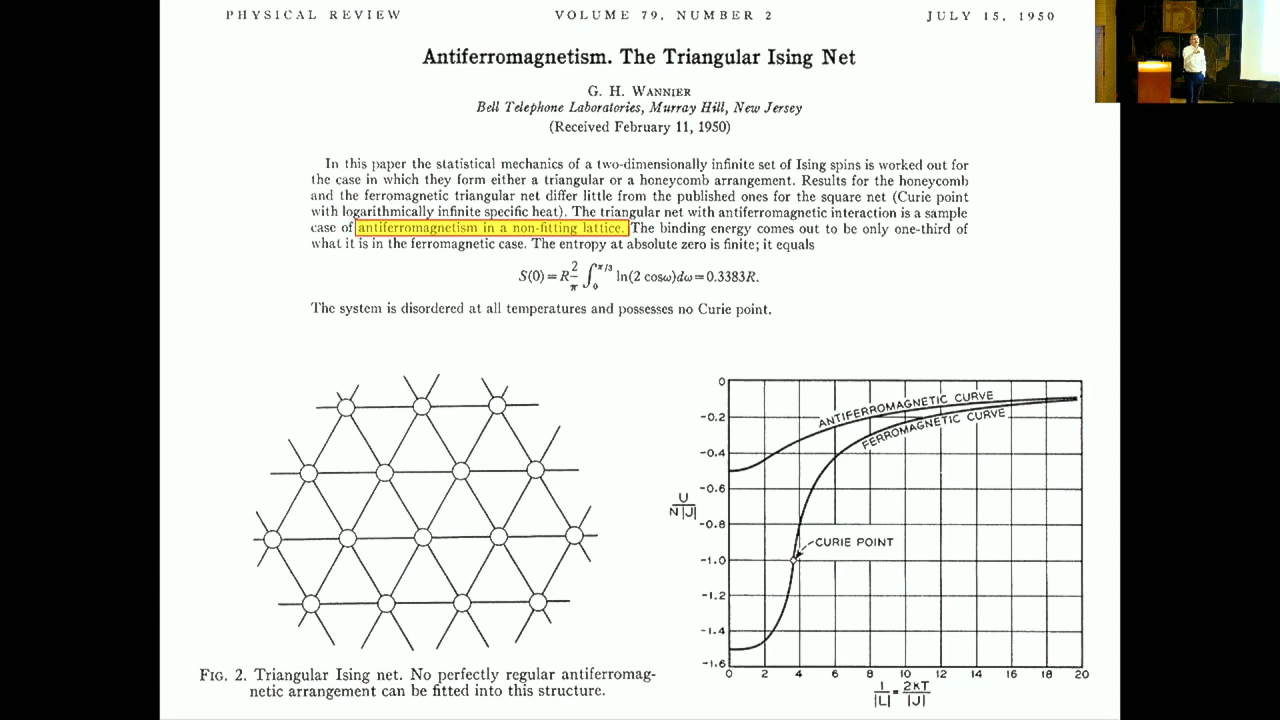 PHYSICAL REVIEW VOLUME 79, NUMBER 2 JULY 15, 1950
Antiferromagnetism. The Triangular Ising Net
G. H. WANNIER
Bell Telephone Laboratories, Murray Hill, New Jersey
(Received February 11, 1950)
In this paper the statistical mechanics of a two-dimensionally infinite set of Ising spins is worked out for
the case in which they form either a triangular or a honeycomb arrangement. Results for the honeycomb
and the ferromagnetic triangular net differ little from the published ones for the square net (Curie point
with logarithmically infinite specific heat). The triangular net with antiferromagnetic interaction is a sample
case of antiferromagnetism in a non-fitting lattice. The binding energy comes out to be only one-third of
what it is in the ferromagnetic case. The entropy at absolute zero is finite; it equals
S(0)=R 2/π ∫0^π/3 ln(2 cosω)dω=0.3383R.
The system is disordered at all temperatures and possesses no Curie point.
FIG. 2. Triangular Ising net. No perfectly regular antiferromag-
netic arrangement can be fitted into this structure.
0
-0.2
-0.4
-0.6
-0.8
-1.0
-1.2
-1.4
-1.6
U/N|J|
ANTIFERROMAGNETIC CURVE
FERROMAGNETIC CURVE
CURIE POINT
0 2 4 6 8 10 12 14 16 18 20
1/|L| = 2KT/|J|